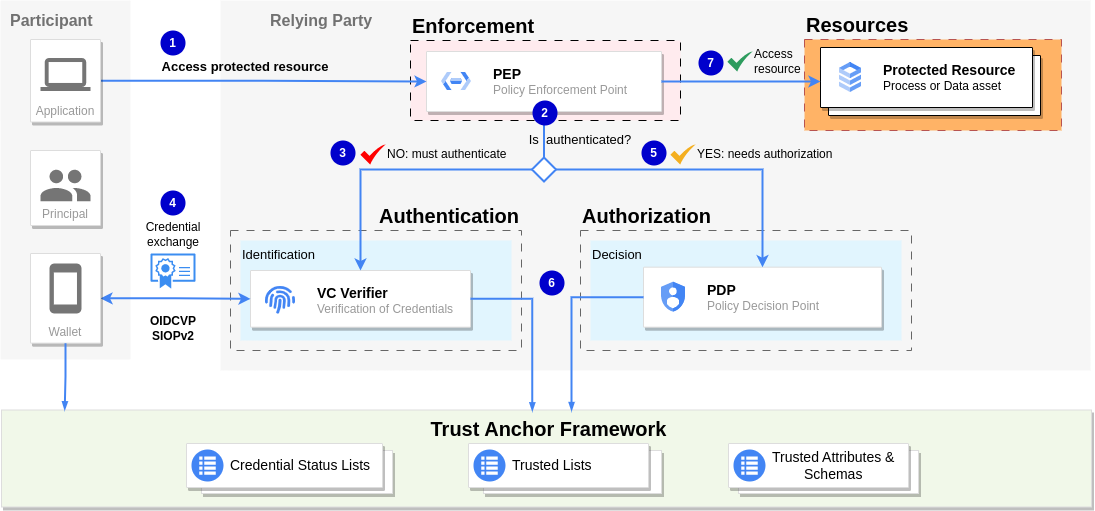 Participant
Relying Party
Enforcement
Resources
1
Access protected resource
Application
PEP
Policy Enforcement Point
7
Access
resource
Protected Resource
Process or Data asset
2
Is authenticated?
3
NO: must authenticate
5
YES: needs authorization
Principal
4
Credential
exchange
Authentication
Authorization
Identification
VC Verifier
Verification of Credentials
6
Decision
PDP
Policy Decision Point
Wallet
OIDCVP
SIOPv2
Trust Anchor Framework
Credential Status Lists
Trusted Lists
Trusted Attributes &
Schemas